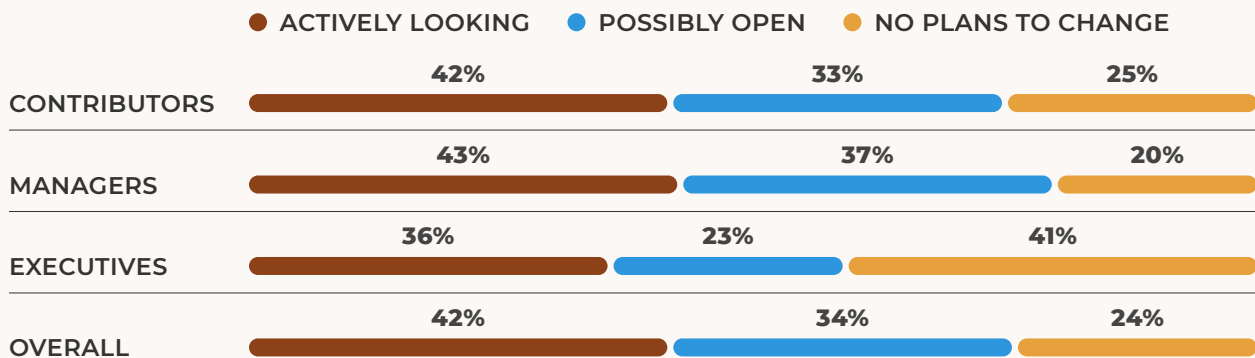 ACTIVELY LOOKING POSSIBLY OPEN NO PLANS TO CHANGE
42% 33% 25%
CONTRIBUTORS
43% 37% 20%
MANAGERS
36% 23% 41%
EXECUTIVES
42% 34% 24%
OVERALL